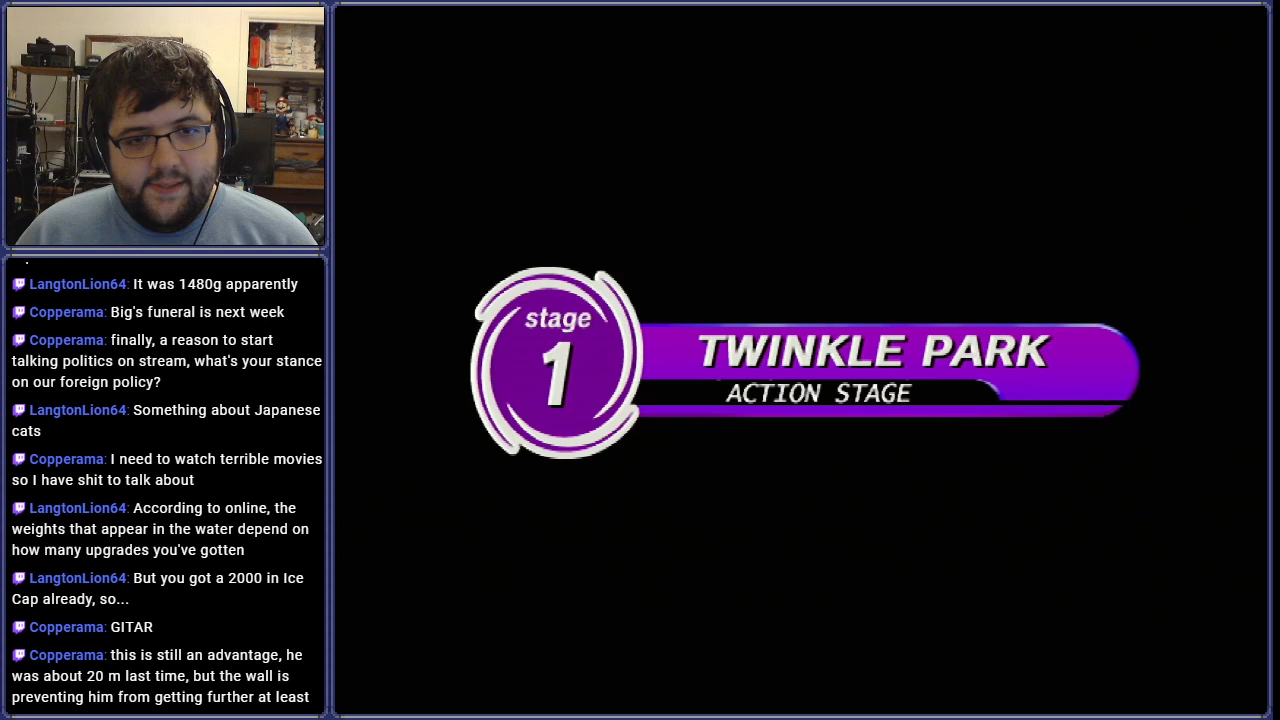 LangtonLion64: It was 1480g apparently
Copperama: Big's funeral is next week
Copperama: finally, a reason to start
talking politics on stream, what's your stance
on our foreign policy?
LangtonLion64: Something about Japanese
cats
Copperama: I need to watch terrible movies
so I have shit to talk about
LangtonLion64: According to online, the
weights that appear in the water depend on
how many upgrades you've gotten
LangtonLion64: But you got a 2000 in Ice
Cap already, so...
Copperama: GITAR
Copperama: this is still an advantage, he
was about 20 m last time, but the wall is
preventing him from getting further at least
stage
1
TWINKLE PARK
ACTION STAGE